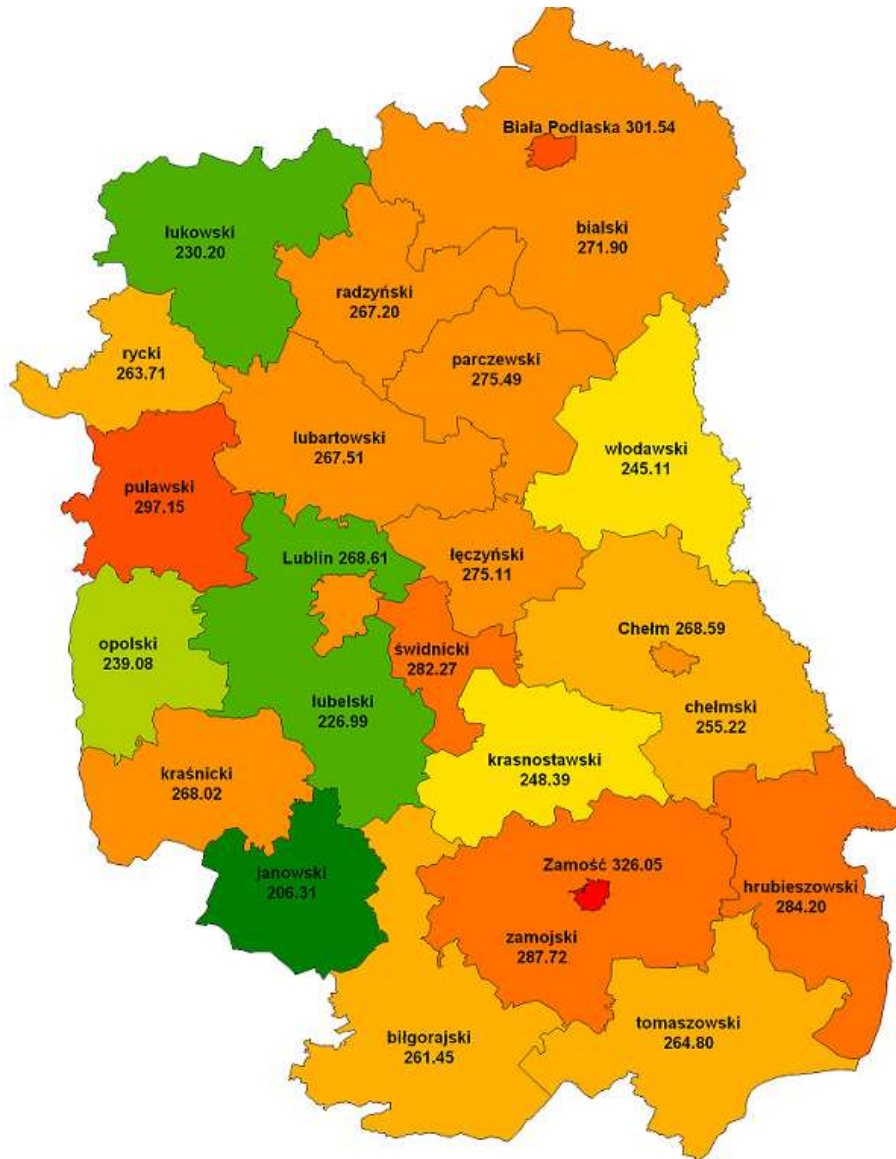 Biała Podlaska 301.54
łukowski
230.20
bialski
271.90
radzyński
267.20
rycki
263.71
parczewski
275.49
lubartowski
267.51
włodawski
245.11
puławski
297.15
Lublin 268.61
łęczyński
275.11
opolski
239.08
świdnicki
282.27
Chełm 268.59
lubelski
226.99
chełmski
255.22
kraśnicki
268.02
krasnostawski
248.39
janowski
206.31
Zamość 326.05
hrubieszowski
284.20
zamojski
287.72
biłgorajski
261.45
tomaszowski
264.80